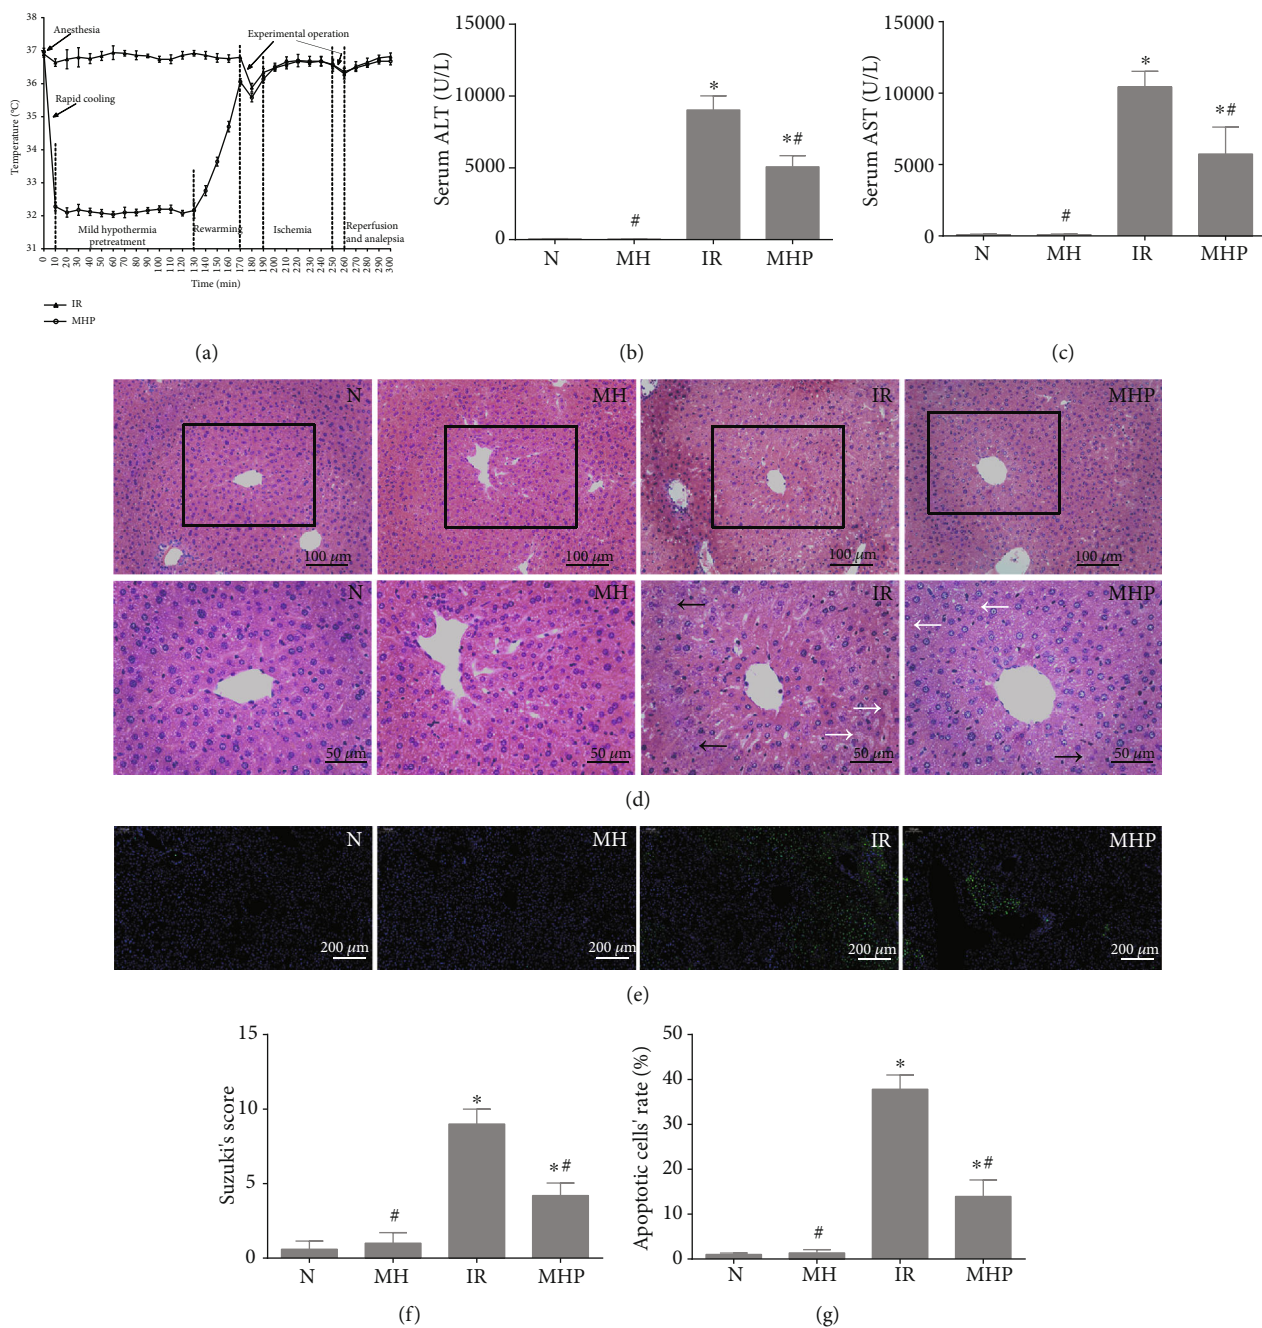 38
37
36
35
34
33
32
31
Temperature (°C)
Anesthesia
Rapid cooling
Experimental operation
Mild hypothermia
pretreatment
Rewarming
Ischemia
Reperfusion
and analepsia
0 10 20 30 40 50 60 70 80 90 100 110 120 130 140 150 160 170 180 190 200 210 220 230 240 250 260 270 280 290 300
Time (min)
IR
MHP
(a)
15000
10000
5000
0
Serum ALT (U/L)
#
*
*#
N MH IR MHP
(b)
15000
10000
5000
0
Serum AST (U/L)
#
*
*#
N MH IR MHP
(c)
N MH IR MHP
100 μm 100 μm 100 μm 100 μm
N MH IR MHP
50 μm 50 μm 50 μm 50 μm
(d)
N MH IR MHP
200 μm 200 μm 200 μm 200 μm
(e)
15
10
5
0
Suzuki's score
#
*
*#
N MH IR MHP
(f)
50
40
30
20
10
0
Apoptotic cells' rate (%)
#
*
*#
N MH IR MHP
(g)